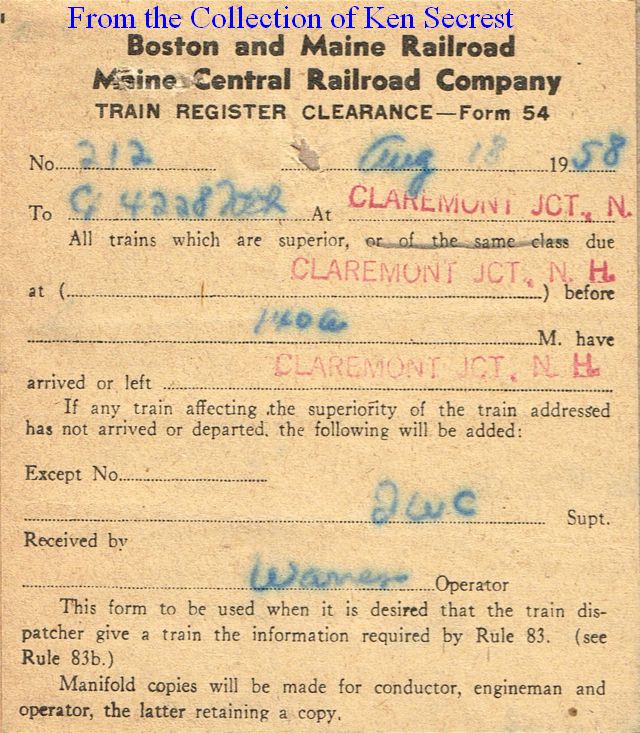 From the Collection of Ken Secrest
Boston and Maine Railroad
Maine Central Railroad Company
TRAIN REGISTER CLEARANCE—Form 54
No. 212 Aug 18 1958
To 4228 At CLAREMONT JCT., N.
All trains which are superior, or of the same class due
CLAREMONT JCT., N. H.
at ( ) before
140a M. have
CLAREMONT JCT., N. H.
arrived or left
If any train affecting the superiority of the train addressed
has not arrived or departed, the following will be added:
Except No.
JWC Supt.
Received by
Operator
This form to be used when it is desired that the train dis-
patcher give a train the information required by Rule 83. (see
Rule 83b.)
Manifold copies will be made for conductor, engineman and
operator, the latter retaining a copy.